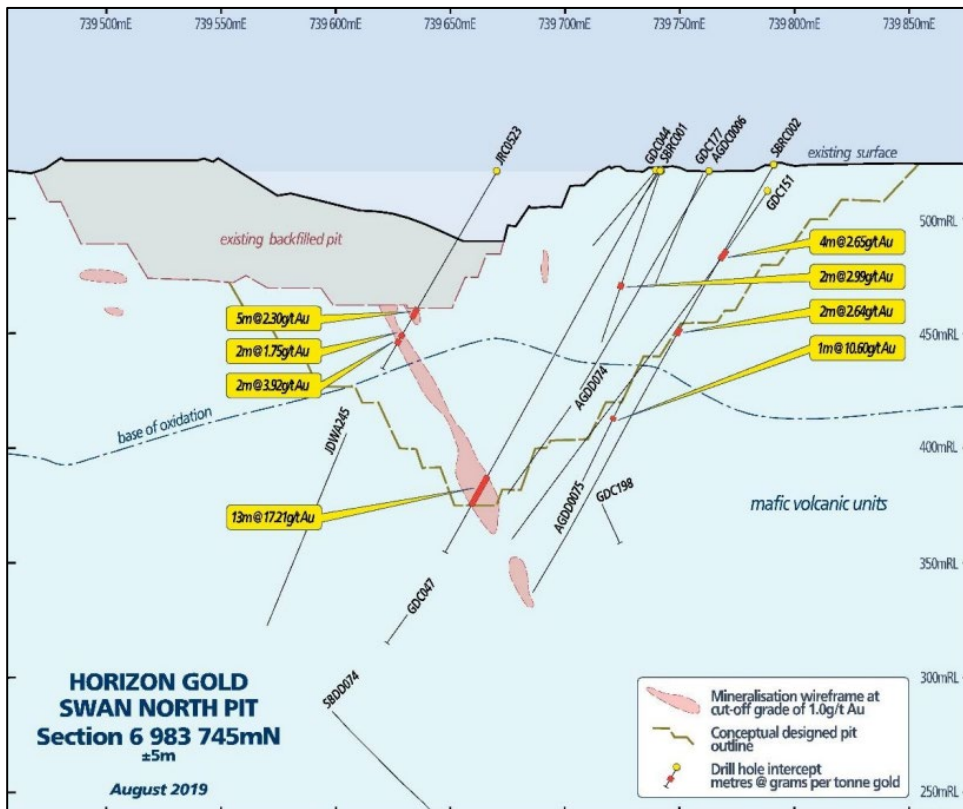 739 500mE
739 550mE
739 600mE
739 650mE
739 700mE
739 750mE
739 800mE
739 850mE
JRC0523
GDC044
SBRC001
GDC177
AGDC0006
SBRC002
existing surface
GDC151
500mRL
existing backfilled pit
4m@2.65g/t Au
2m@2.99g/t Au
5m@2.30g/t Au
2m@2.64g/t Au
450mRL
2m@1.75g/t Au
1m@10.60g/t Au
2m@3.92g/t Au
AGDD074
base of oxidation
JDWA245
400mRL
13m@17.21g/t Au
AGDD0075
GDC198
mafic volcanic units
350mRL
GDC047
SBDD074
300mRL
HORIZON GOLD
SWAN NORTH PIT
Section 6 983 745mN
±5m
August 2019
Mineralisation wireframe at
cut-off grade of 1.0g/t Au
Conceptual designed pit
outline
Drill hole intercept
metres @ grams per tonne gold
250mRL